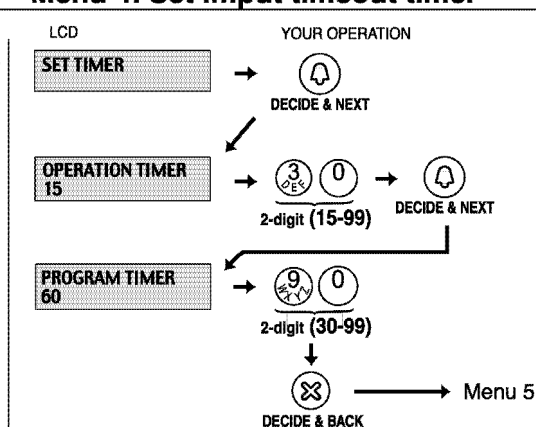 Menu 4. Set input timeout timer
LCD
YOUR OPERATION
SET TIMER
DECIDE & NEXT
OPERATION TIMER
15
3 DEF 0
2-digit (15-99)
DECIDE & NEXT
PROGRAM TIMER
60
9 WXYZ 0
2-digit (30-99)
Menu 5
DECIDE & BACK